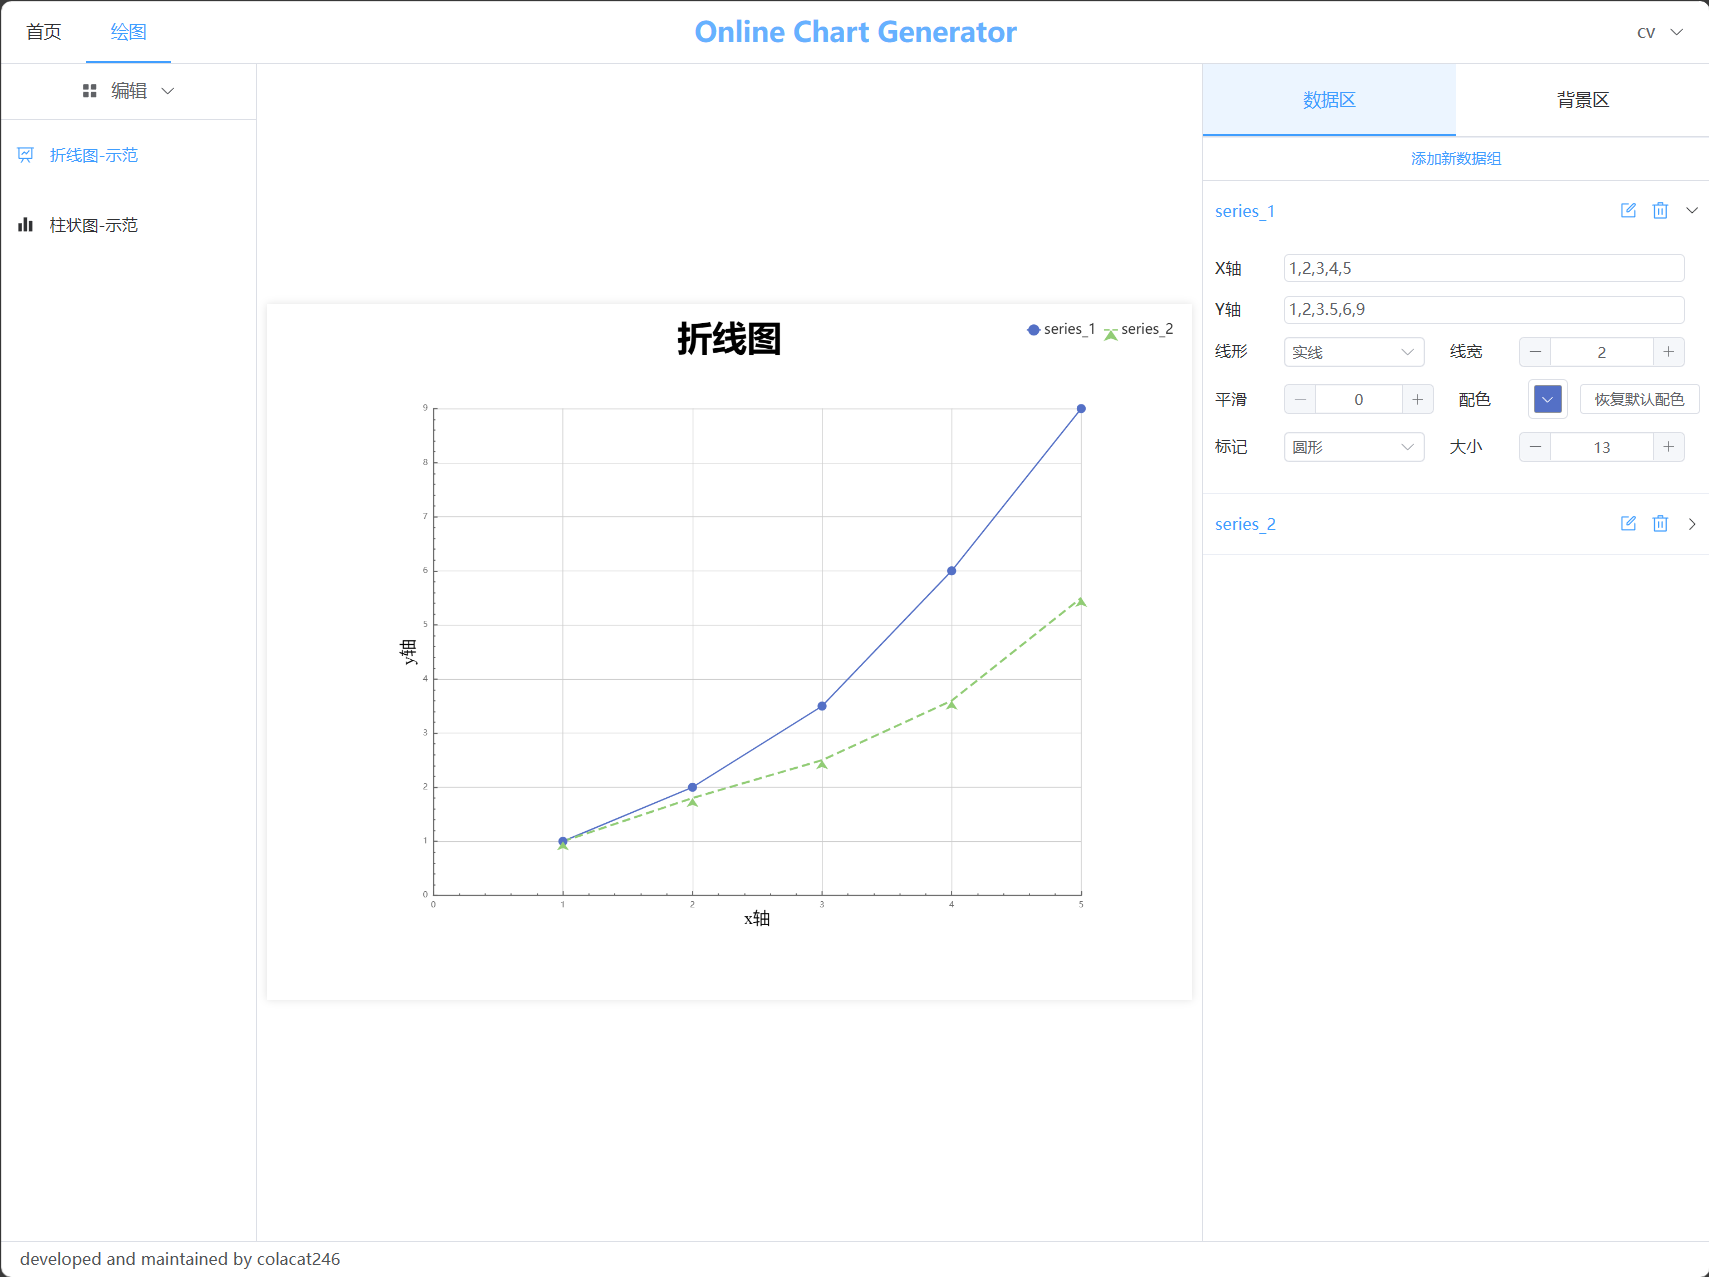 首页 绘图 Online Chart Generator cv
编辑
折线图-示范
柱状图-示范
折线图
series_1 series_2
9
8
7
6
5
4
3
2
1
0
y轴
0 1 2 3 4 5
x轴
数据区 背景区
添加新数据组
series_1
X轴 1,2,3,4,5
Y轴 1,2,3.5,6,9
线形 实线 线宽 2
平滑 0 配色 恢复默认配色
标记 圆形 大小 13
series_2
developed and maintained by colacat246